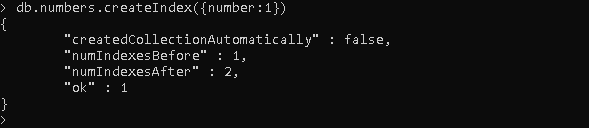 > db.numbers.createIndex({number:1})
{
        "createdCollectionAutomatically" : false,
        "numIndexesBefore" : 1,
        "numIndexesAfter" : 2,
        "ok" : 1
}
>